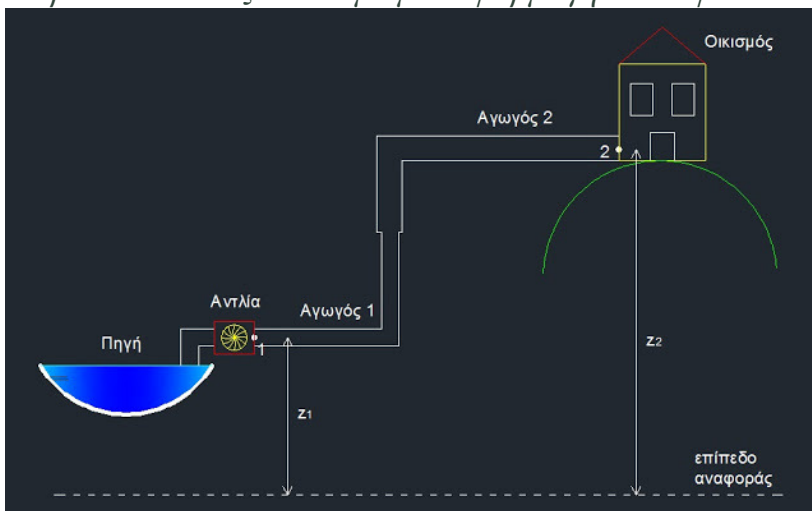 Οικισμός
Αγωγός 2
2
Αντλία
Αγωγός 1
Πηγή
1
z₂
z₁
επίπεδο
αναφοράς